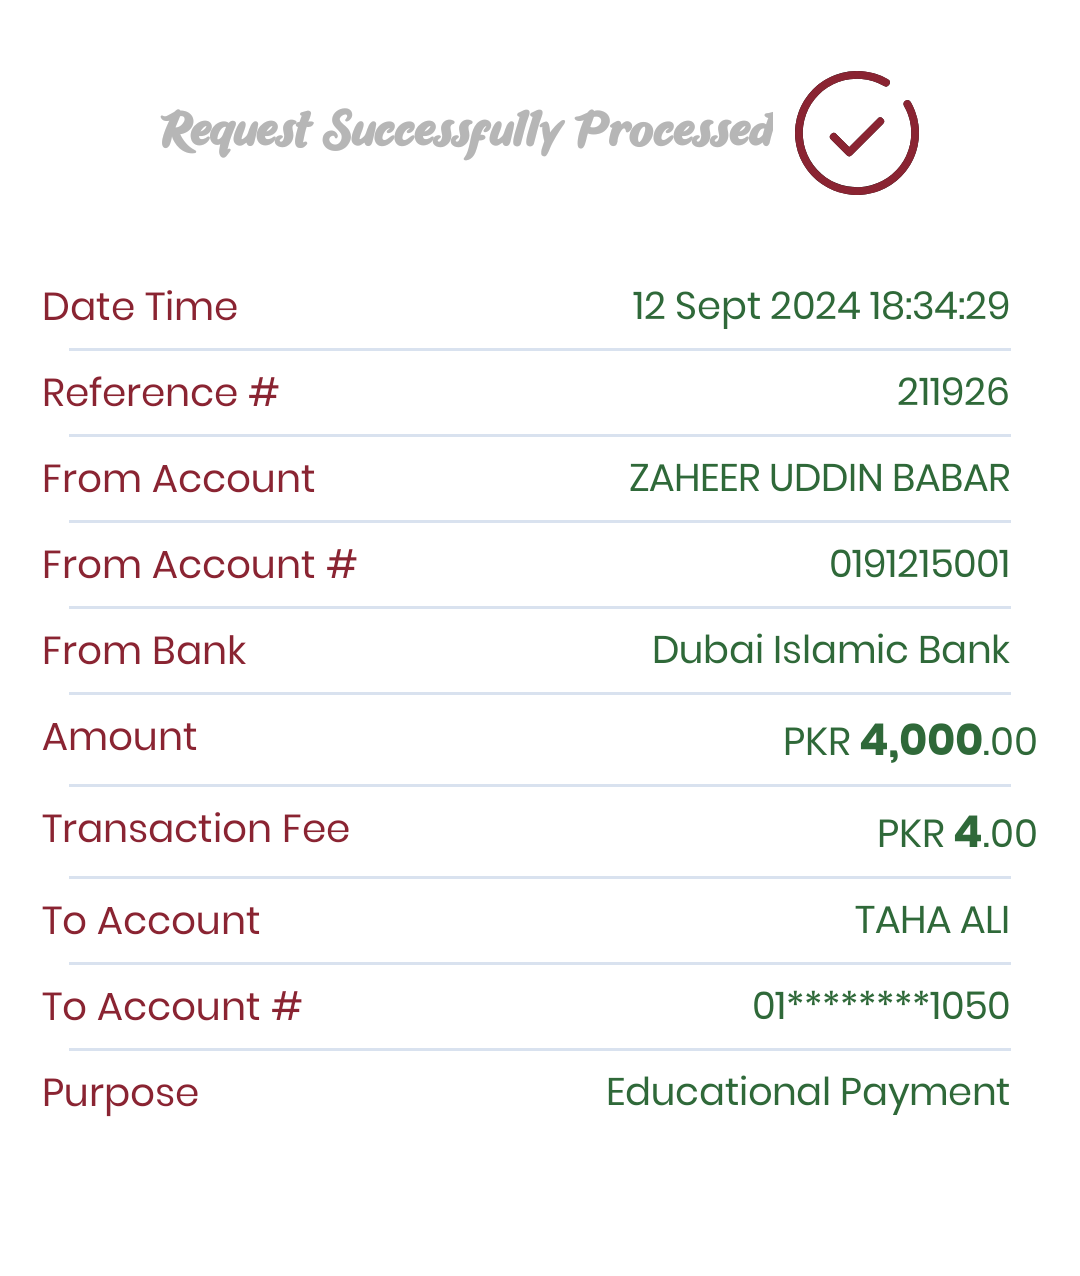 Request Successfully Processed
Date Time 12 Sept 2024 18:34:29
Reference # 211926
From Account ZAHEER UDDIN BABAR
From Account # 0191215001
From Bank Dubai Islamic Bank
Amount PKR 4,000.00
Transaction Fee PKR 4.00
To Account TAHA ALI
To Account # 01********1050
Purpose Educational Payment